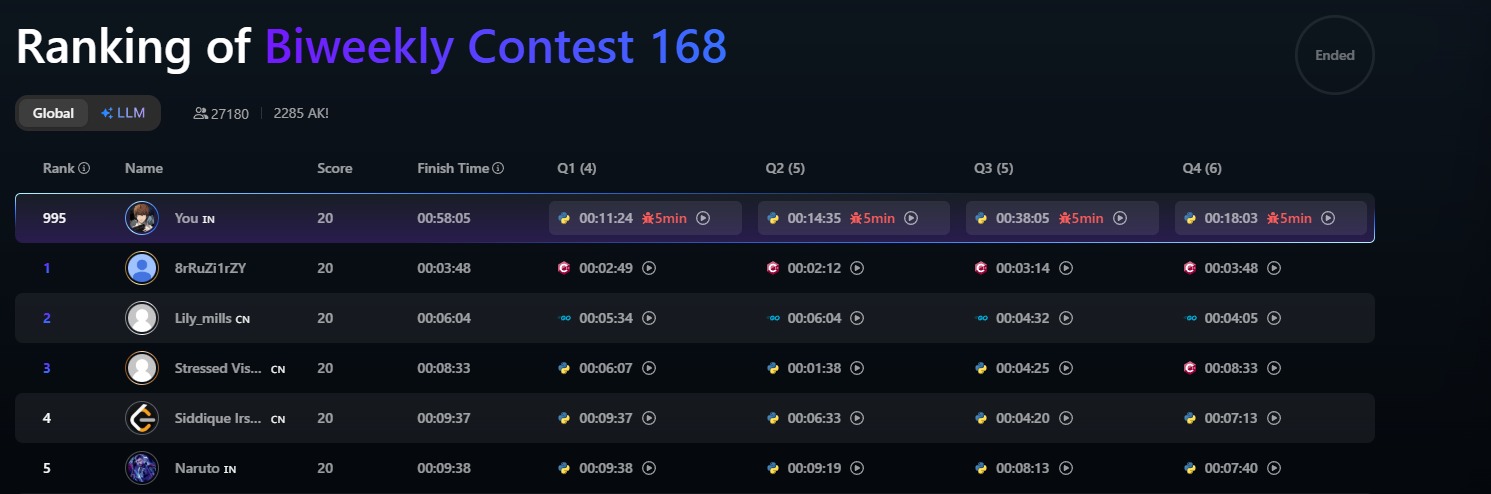 Ranking of Biweekly Contest 168
Ended
Global LLM 27180 2285 AK!
Rank Name Score Finish Time Q1 (4) Q2 (5) Q3 (5) Q4 (6)
995 You IN 20 00:58:05 00:11:24 5min 00:14:35 5min 00:38:05 5min 00:18:03 5min
1 8rRuZi1rZY 20 00:03:48 00:02:49 00:02:12 00:03:14 00:03:48
2 Lily_mills CN 20 00:06:04 00:05:34 00:06:04 00:04:32 00:04:05
3 Stressed Vis... CN 20 00:08:33 00:06:07 00:01:38 00:04:25 00:08:33
4 Siddique Irs... CN 20 00:09:37 00:09:37 00:06:33 00:04:20 00:07:13
5 Naruto IN 20 00:09:38 00:09:38 00:09:19 00:08:13 00:07:40